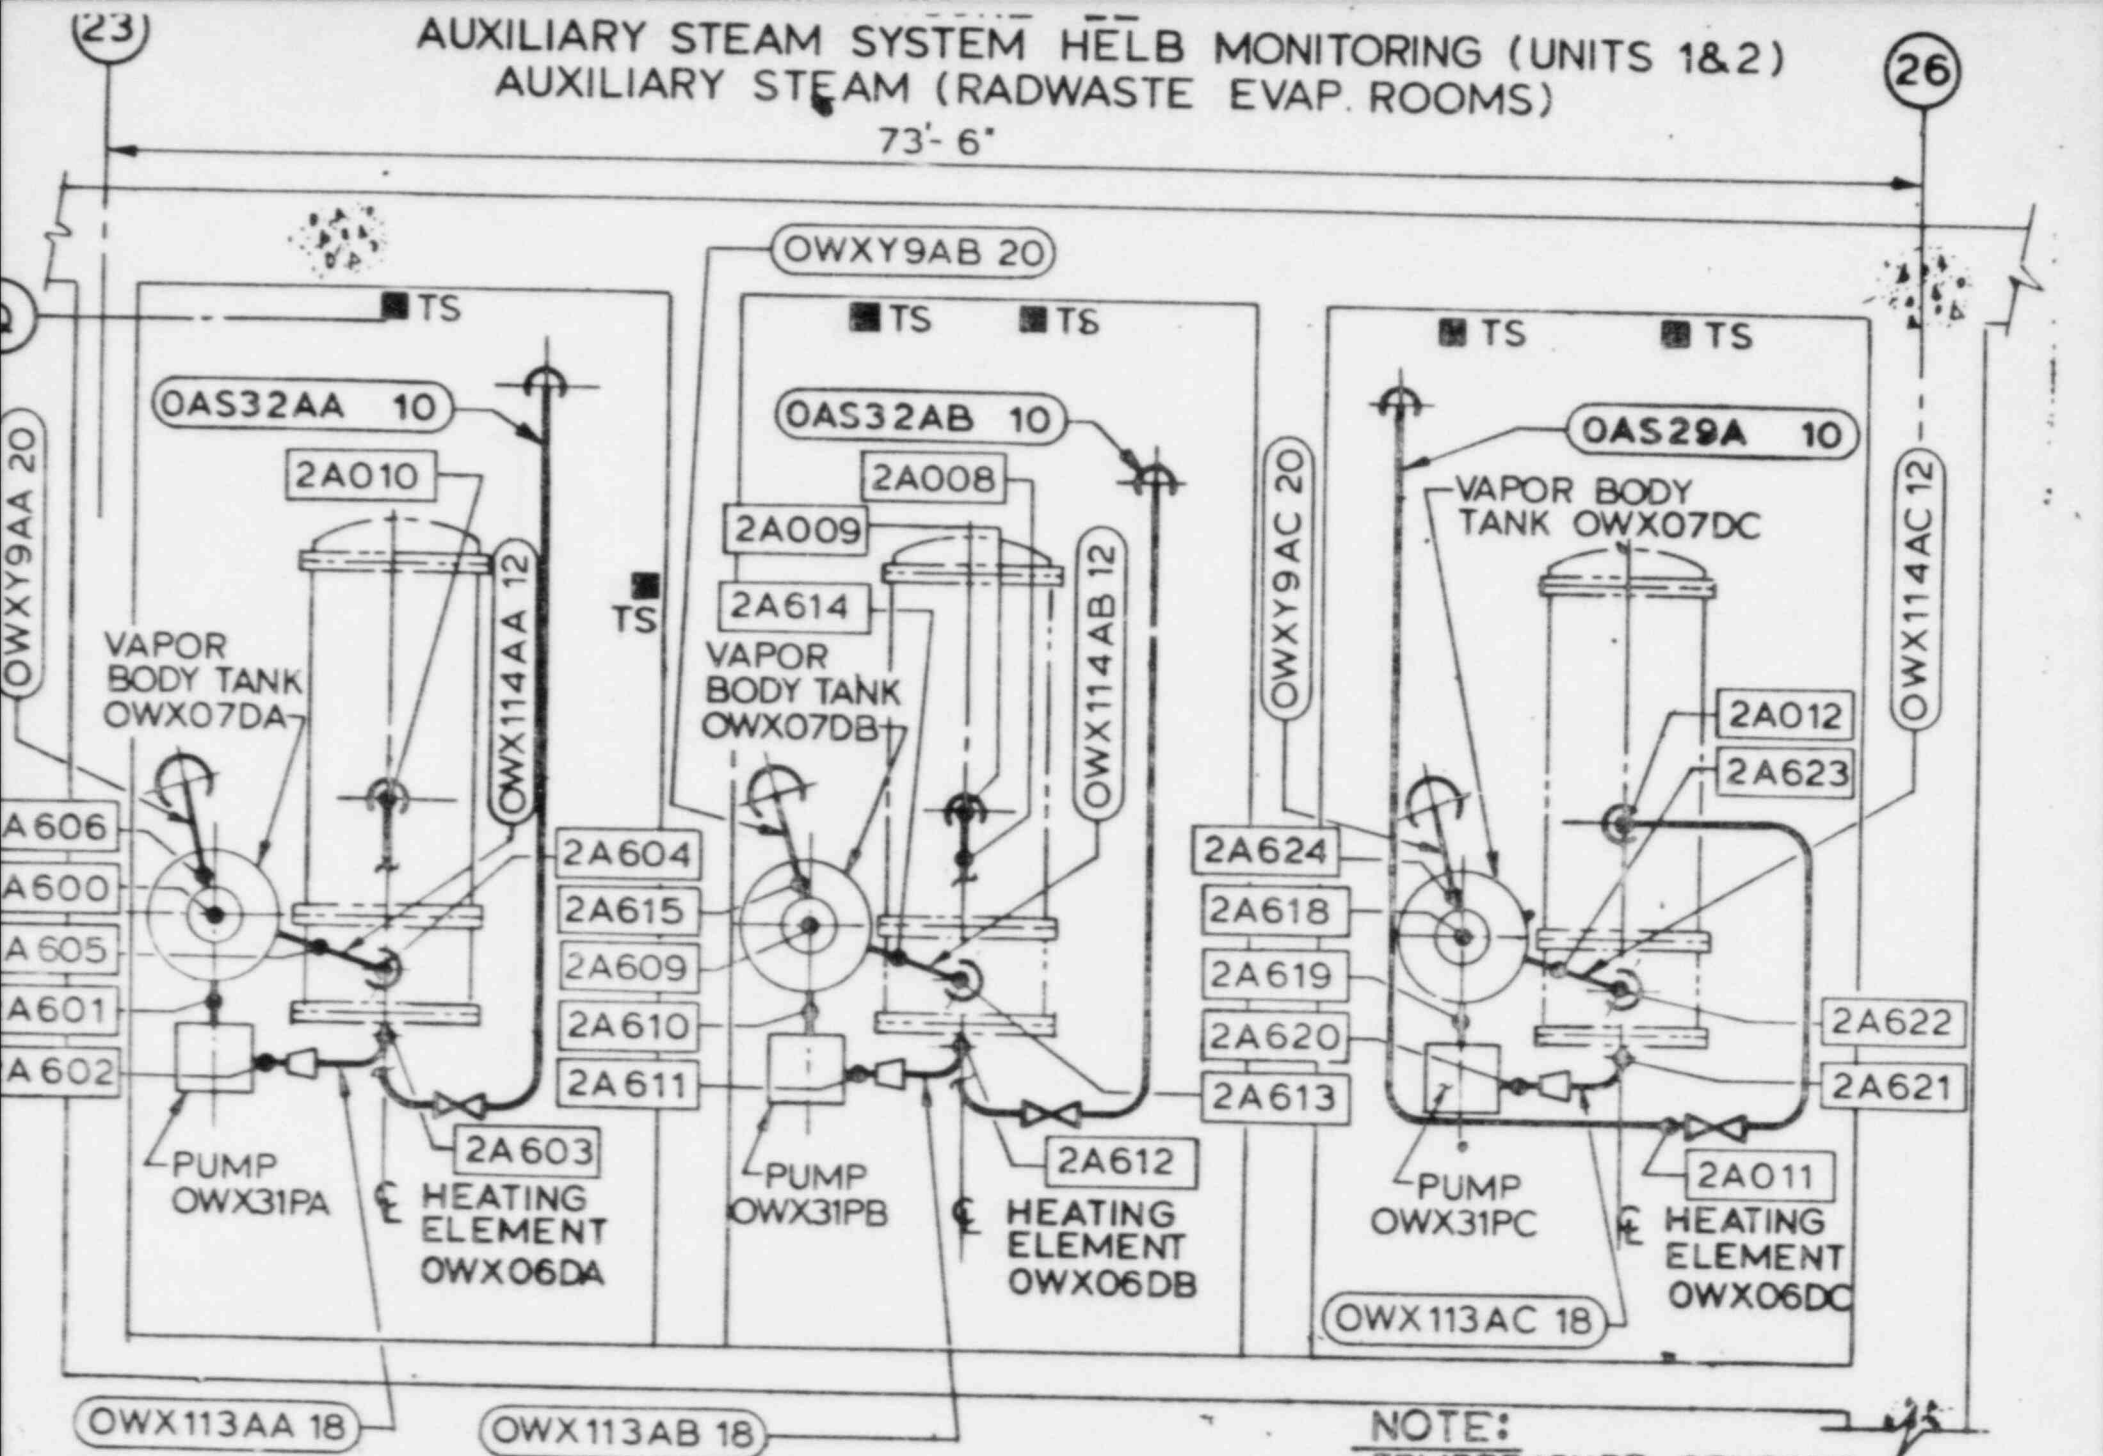 23
AUXILIARY STEAM SYSTEM HELB MONITORING (UNITS 1&2)
AUXILIARY STEAM (RADWASTE EVAP. ROOMS)
26
73'-6"
OWXY9AB 20
TS
TS
TS
TS
TS
OAS32AA 10
OAS32AB 10
OAS29A 10
OWXY9AA 20
2A010
2A008
2A009
OWXY9AC 20
VAPOR BODY
TANK OWX07DC
OWX114AC 12
OWX114AA 12
OWX114AB 12
TS
2A614
VAPOR
BODY TANK
OWX07DA
VAPOR
BODY TANK
OWX07DB
2A012
2A623
A606
A600
A605
A601
A602
2A604
2A615
2A609
2A610
2A611
2A624
2A618
2A619
2A620
2A613
2A622
2A621
2A603
2A612
2A011
PUMP
OWX31PA
HEATING
ELEMENT
OWX06DA
PUMP
OWX31PB
HEATING
ELEMENT
OWX06DB
PUMP
OWX31PC
HEATING
ELEMENT
OWX06DC
OWX113AC 18
OWX113AA 18
OWX113AB 18
NOTE: